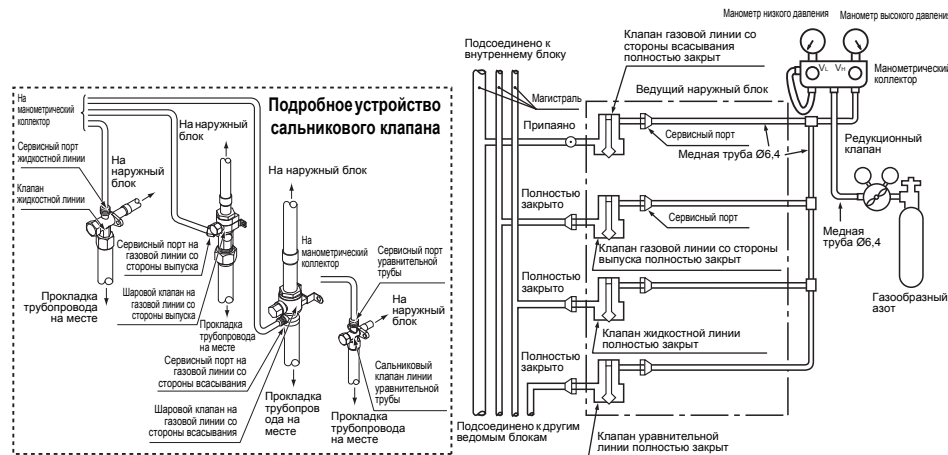 Подробное устройство
сальникового клапана
На
манометрический
коллектор
Сервисный порт
жидкостной линии
Клапан
жидкостной линии
На
наружный
блок
На наружный
блок
Сервисный порт на
газовой линии со
стороны выпуска
Прокладка
трубопровода
на месте
Шаровой клапан на
газовой линии со
стороны выпуска
Прокладка
трубопровода
на месте
Сервисный порт на
газовой линии со
стороны всасывания
Шаровой клапан на
газовой линии со
стороны всасывания
На наружный блок
На
манометрический
коллектор
Сервисный порт
уравнительной
трубы
На
наружный
блок
Сальниковый
клапан линии
уравнительной
трубы
Прокладка
трубопров
ода на
месте
Прокладка
трубопровода
на месте
Подсоединено к
внутреннему блоку
Клапан газовой линии со
стороны всасывания
полностью закрыт
Манометр низкого давления
Манометр высокого давления
VL
VH
Манометрический
коллектор
Магистраль
Ведущий наружный блок
Припаяно
Сервисный порт
Медная труба Ø6,4
Редукционный
клапан
Полностью
закрыто
Сервисный порт
Клапан газовой линии со стороны
выпуска полностью закрыт
Медная
труба Ø6,4
Газообразный
азот
Полностью
закрыто
Клапан жидкостной линии
полностью закрыт
Полностью
закрыто
Подсоединено к другим
ведомым блокам
Клапан уравнительной
линии полностью закрыт